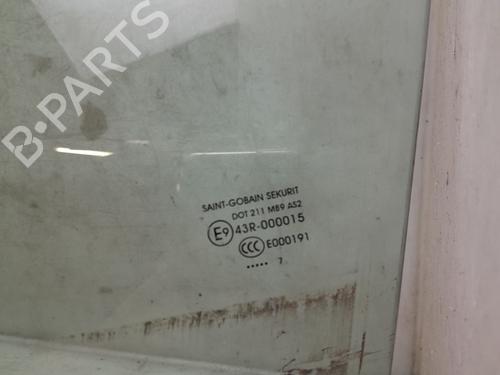 B-PARTS
SAINT-GOBAIN SEKURIT
DOT 211 M89 AS2
E9 43R-000015
CCC E000191
..... 7